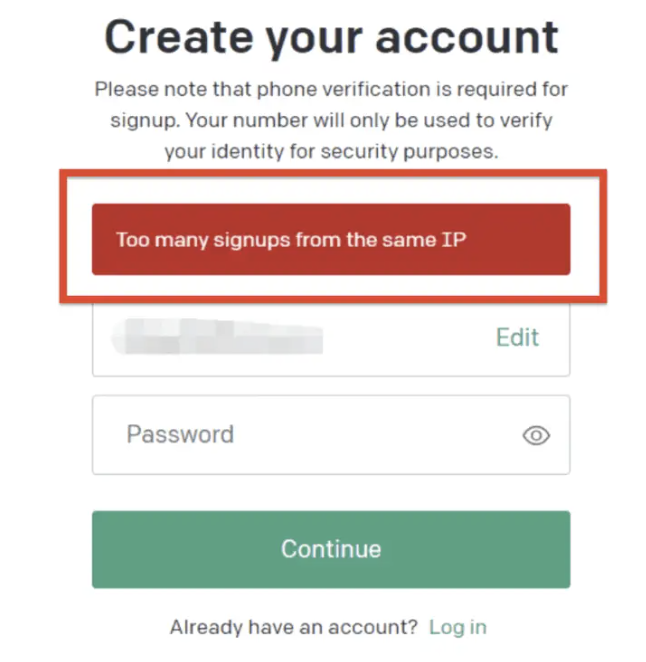 Create your account
Please note that phone verification is required for
signup. Your number will only be used to verify
your identity for security purposes.
Too many signups from the same IP
Edit
Password
Continue
Already have an account? Log in